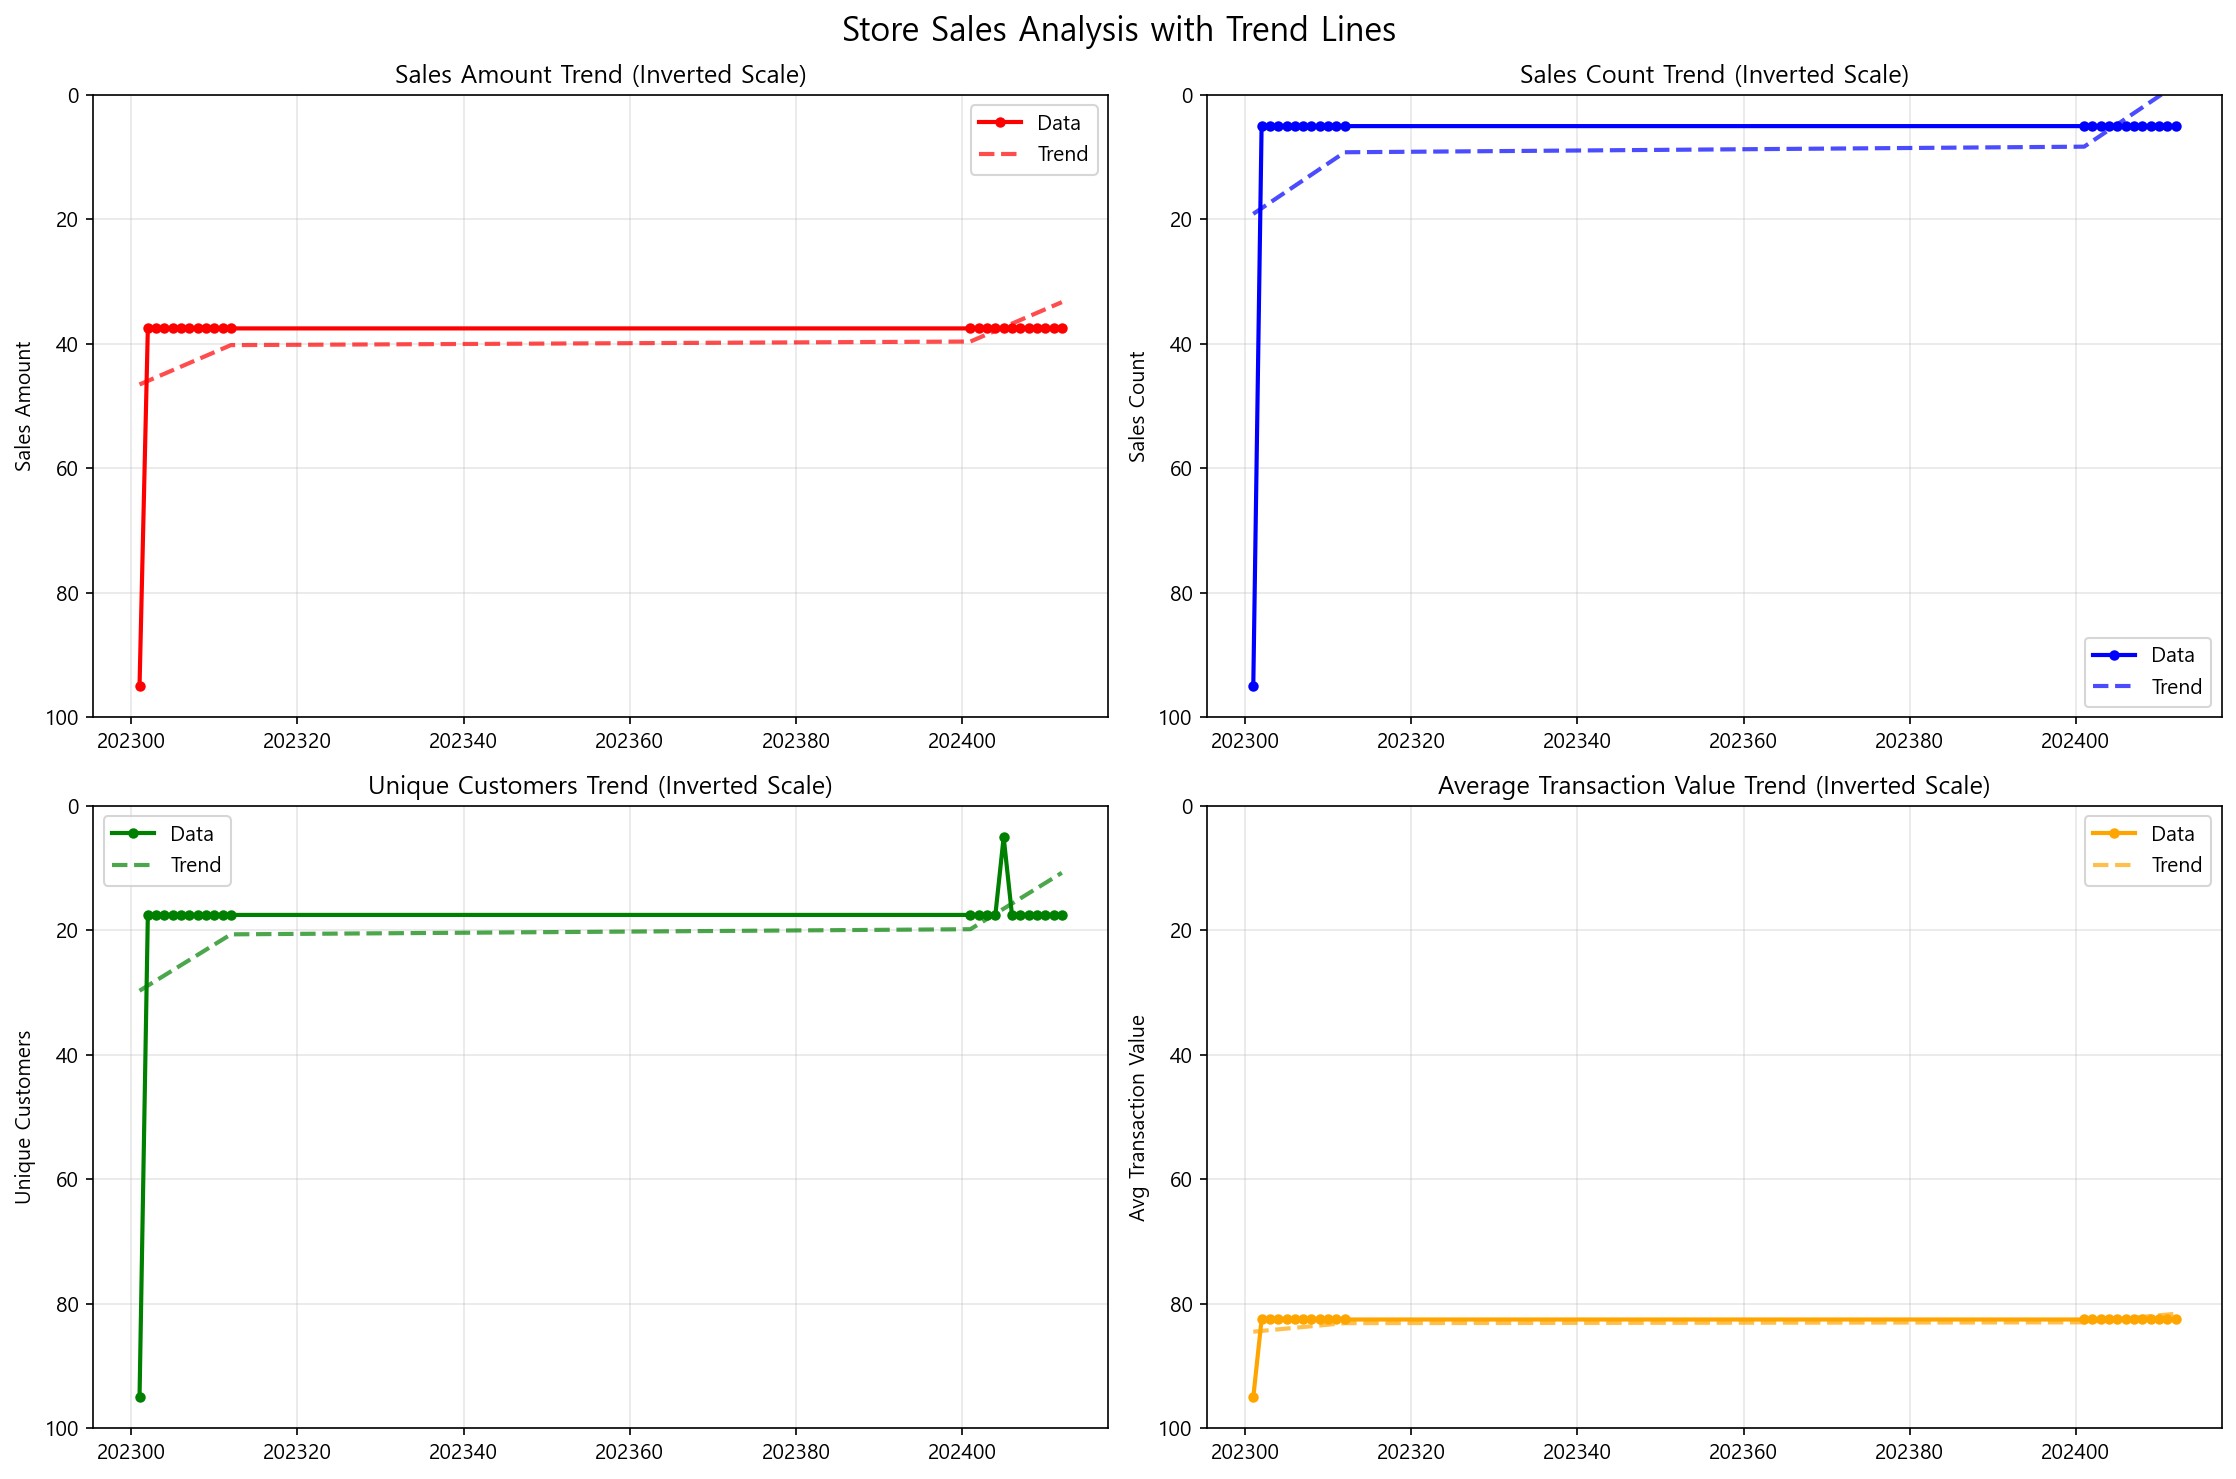 Store Sales Analysis with Trend Lines
Sales Amount Trend (Inverted Scale)
Sales Amount
0
20
40
60
80
100
202300 202320 202340 202360 202380 202400
Data
Trend
Sales Count Trend (Inverted Scale)
Sales Count
0
20
40
60
80
100
202300 202320 202340 202360 202380 202400
Data
Trend
Unique Customers Trend (Inverted Scale)
Unique Customers
0
20
40
60
80
100
202300 202320 202340 202360 202380 202400
Data
Trend
Average Transaction Value Trend (Inverted Scale)
Avg Transaction Value
0
20
40
60
80
100
202300 202320 202340 202360 202380 202400
Data
Trend